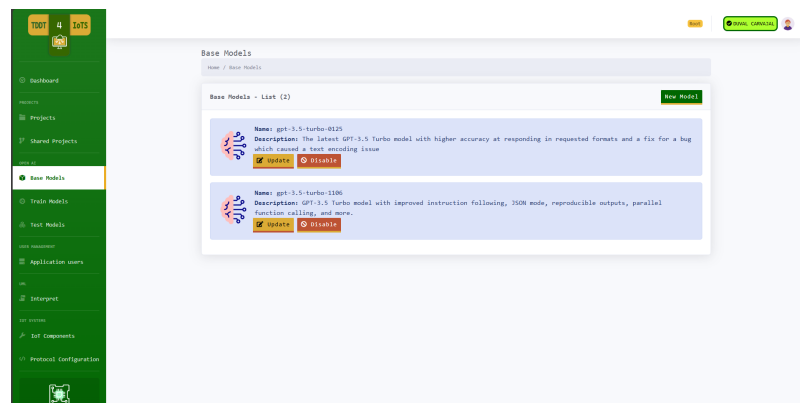 TDDT 4 IoTS
Root
DUVAL CARVAJAL
Dashboard
PROJECTS
Projects
Shared Projects
OPEN AI
Base Models
Train Models
Test Models
USER MANAGEMENT
Application users
UML
Interpret
IOT SYSTEMS
IoT Components
Protocol Configuration
Base Models
Home / Base Models
Base Models - List (2)
New Model
Name: gpt-3.5-turbo-0125
Description: The latest GPT-3.5 Turbo model with higher accuracy at responding in requested formats and a fix for a bug
which caused a text encoding issue
Update
Disable
Name: gpt-3.5-turbo-1106
Description: GPT-3.5 Turbo model with improved instruction following, JSON mode, reproducible outputs, parallel
function calling, and more.
Update
Disable